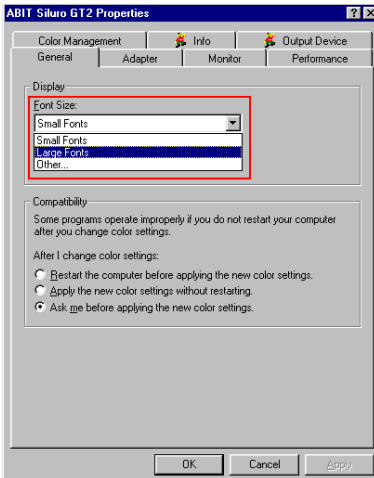 ABIT Siluro GT2 Properties
Color Management Info Output Device
General Adapter Monitor Performance
Display
Font Size:
Small Fonts
Small Fonts
Large Fonts
Other...
Compatibility
Some programs operate improperly if you do not restart your computer
after you change color settings.
After I change color settings:
Restart the computer before applying the new color settings.
Apply the new color settings without restarting.
Ask me before applying the new color settings.
OK Cancel Apply